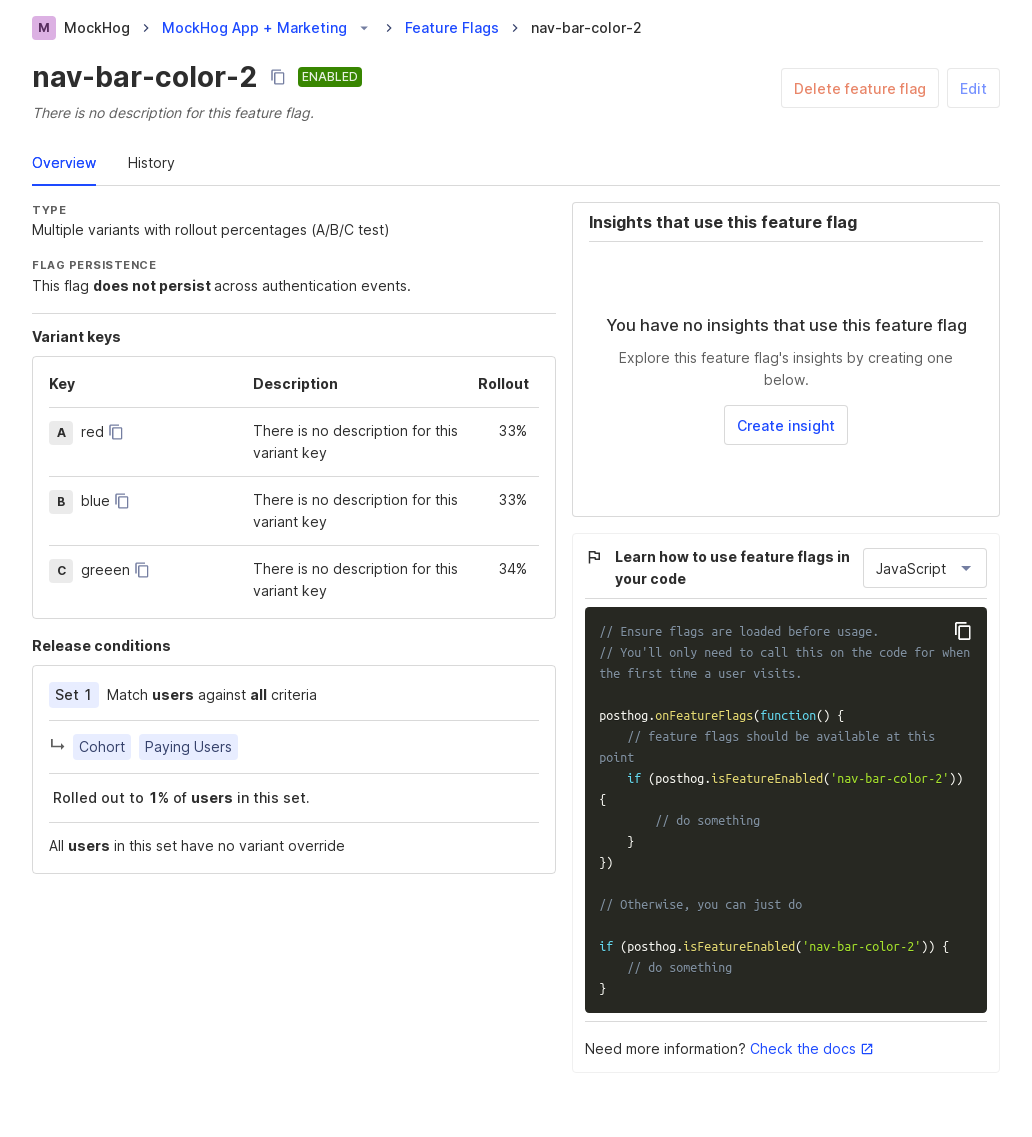 M MockHog > MockHog App + Marketing > Feature Flags > nav-bar-color-2
nav-bar-color-2 ENABLED
There is no description for this feature flag.
Delete feature flag Edit
Overview History
TYPE
Multiple variants with rollout percentages (A/B/C test)
FLAG PERSISTENCE
This flag does not persist across authentication events.
Variant keys
Key Description Rollout
A red There is no description for this 33%
variant key
B blue There is no description for this 33%
variant key
C greeen There is no description for this 34%
variant key
Release conditions
Set 1 Match users against all criteria
Cohort Paying Users
Rolled out to 1% of users in this set.
All users in this set have no variant override
Insights that use this feature flag
You have no insights that use this feature flag
Explore this feature flag's insights by creating one
below.
Create insight
Learn how to use feature flags in
your code
JavaScript
// Ensure flags are loaded before usage.
// You'll only need to call this on the code for when
the first time a user visits.
posthog.onFeatureFlags(function() {
// feature flags should be available at this
point
if (posthog.isFeatureEnabled('nav-bar-color-2'))
{
// do something
}
})
// Otherwise, you can just do
if (posthog.isFeatureEnabled('nav-bar-color-2')) {
// do something
}
Need more information? Check the docs